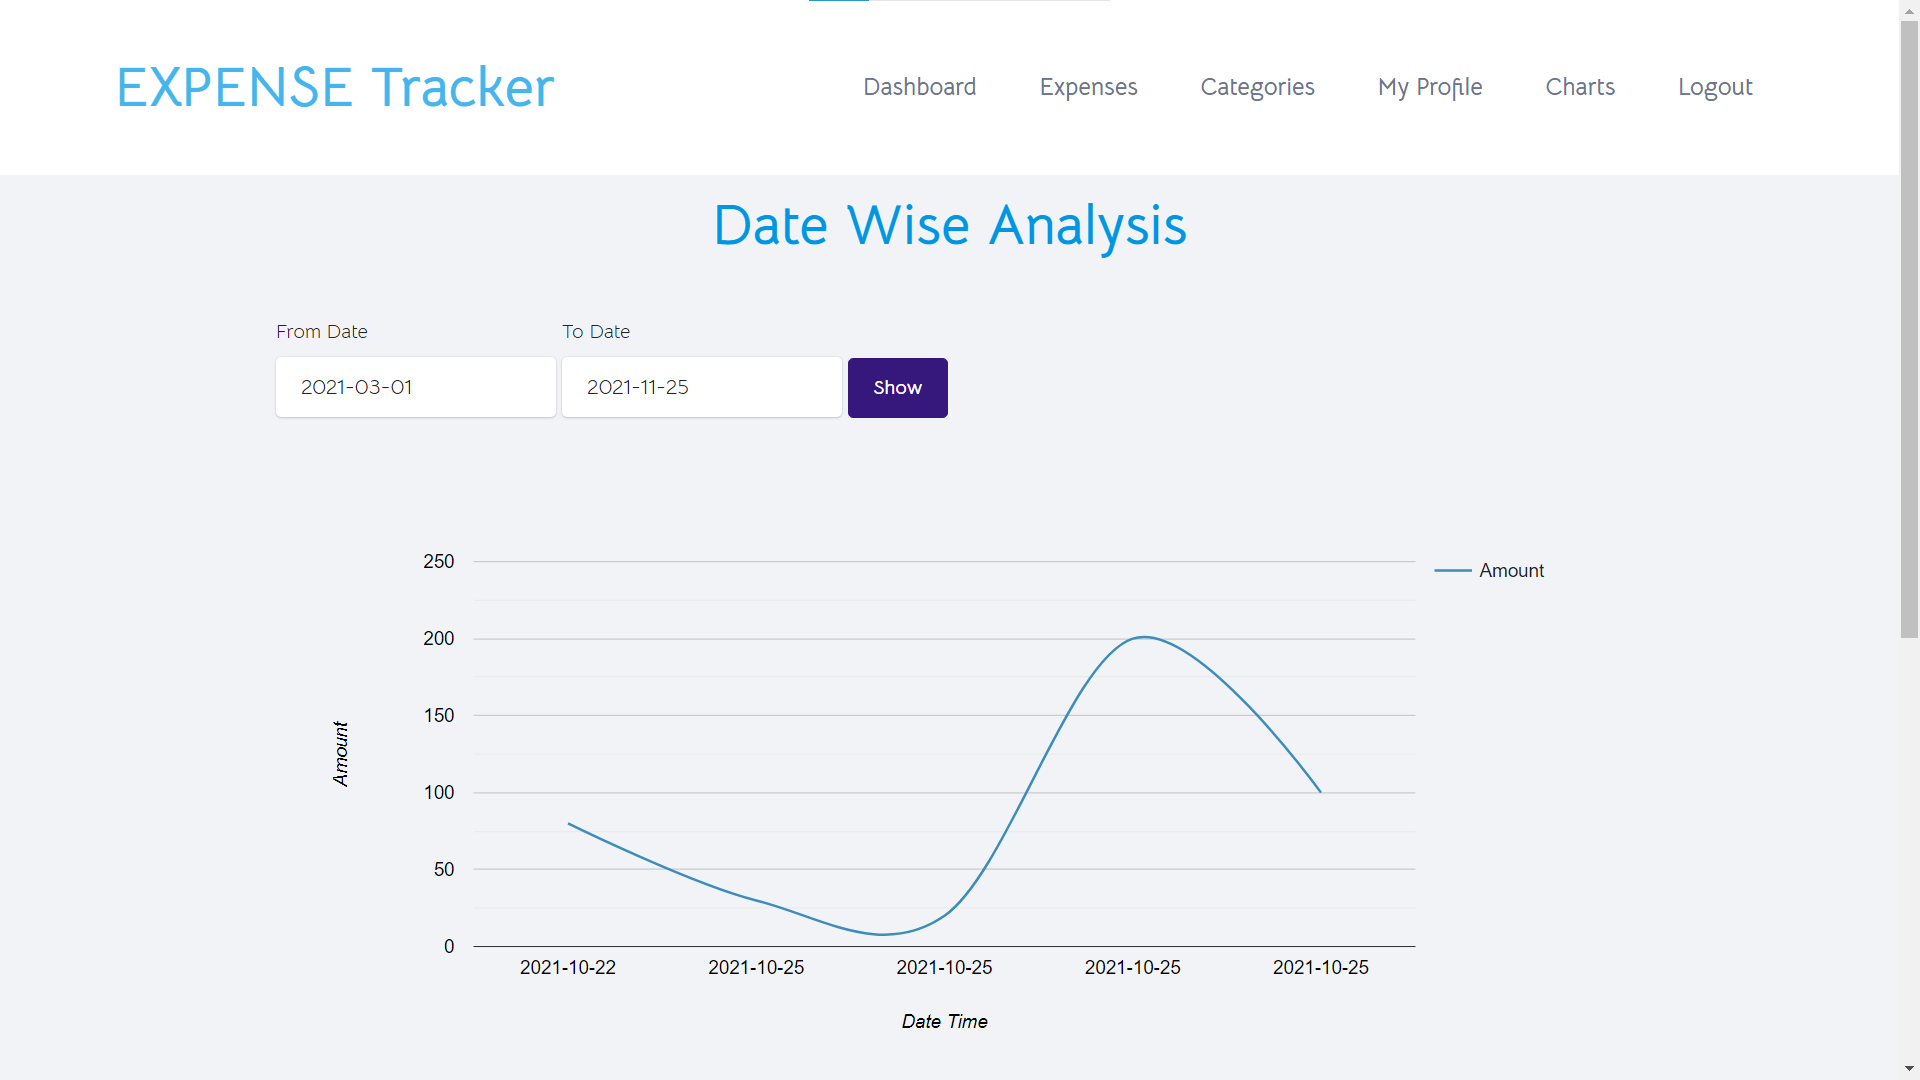 EXPENSE Tracker
Dashboard Expenses Categories My Profile Charts Logout
Date Wise Analysis
From Date To Date
2021-03-01 2021-11-25 Show
250
200
150
100
50
0
Amount
Amount
2021-10-22 2021-10-25 2021-10-25 2021-10-25 2021-10-25
Date Time